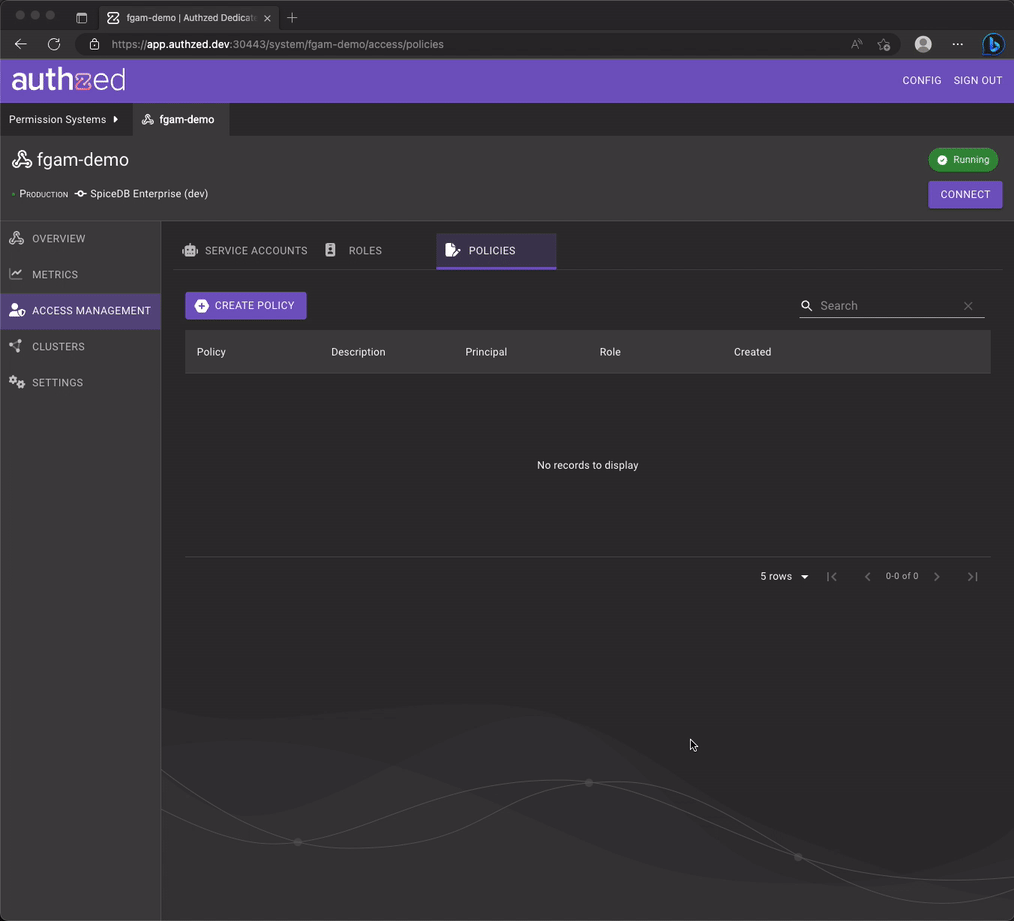 fgam-demo | Authzed Dedicate
https://app.authzed.dev:30443/system/fgam-demo/access/policies
authzed
CONFIG SIGN OUT
Permission Systems fgam-demo
fgam-demo
Running
PRODUCTION SpiceDB Enterprise (dev)
CONNECT
OVERVIEW
METRICS
ACCESS MANAGEMENT
CLUSTERS
SETTINGS
SERVICE ACCOUNTS ROLES POLICIES
CREATE POLICY Search
Policy Description Principal Role Created
No records to display
5 rows 0-0 of 0